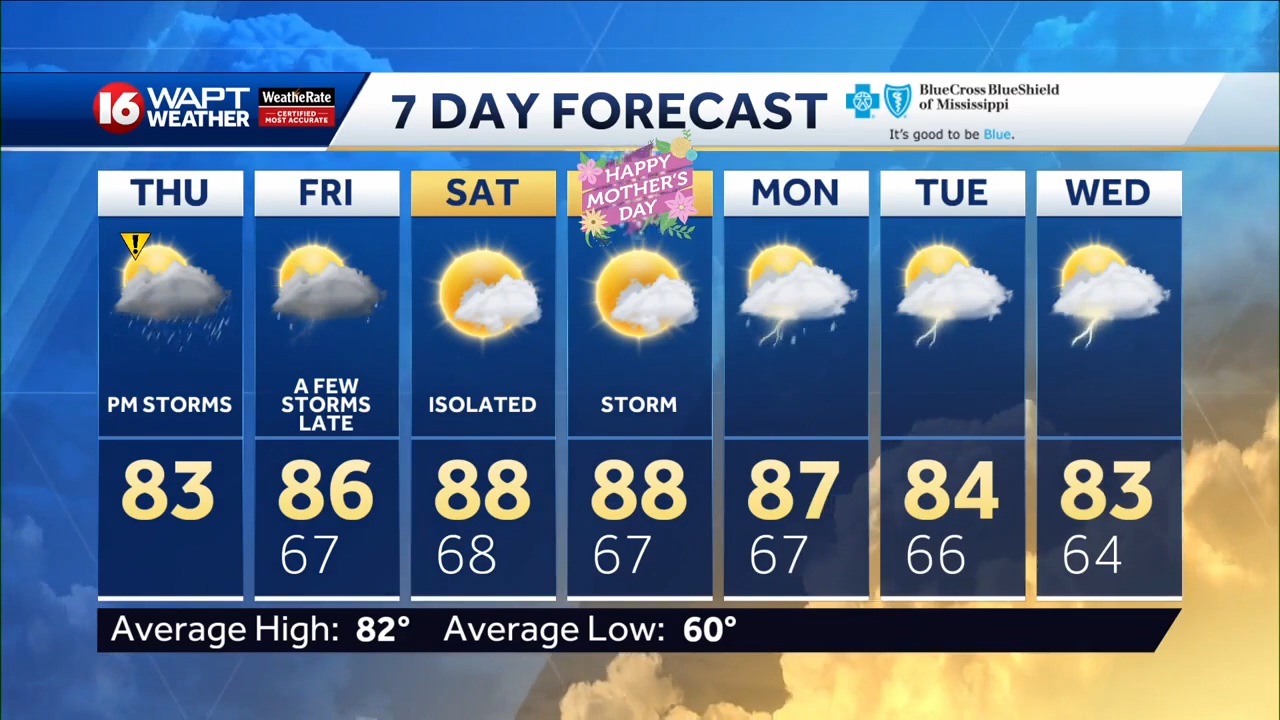 16 WAPT WEATHER
WeatheRate
CERTIFIED
MOST ACCURATE
7 DAY FORECAST
BlueCross BlueShield
of Mississippi
It's good to be Blue.
THU
FRI
SAT
HAPPY
MOTHER'S
DAY
MON
TUE
WED
!
PM STORMS
A FEW
STORMS
LATE
ISOLATED
STORM
83
86
88
88
87
84
83
67
68
67
67
66
64
Average High: 82° Average Low: 60°